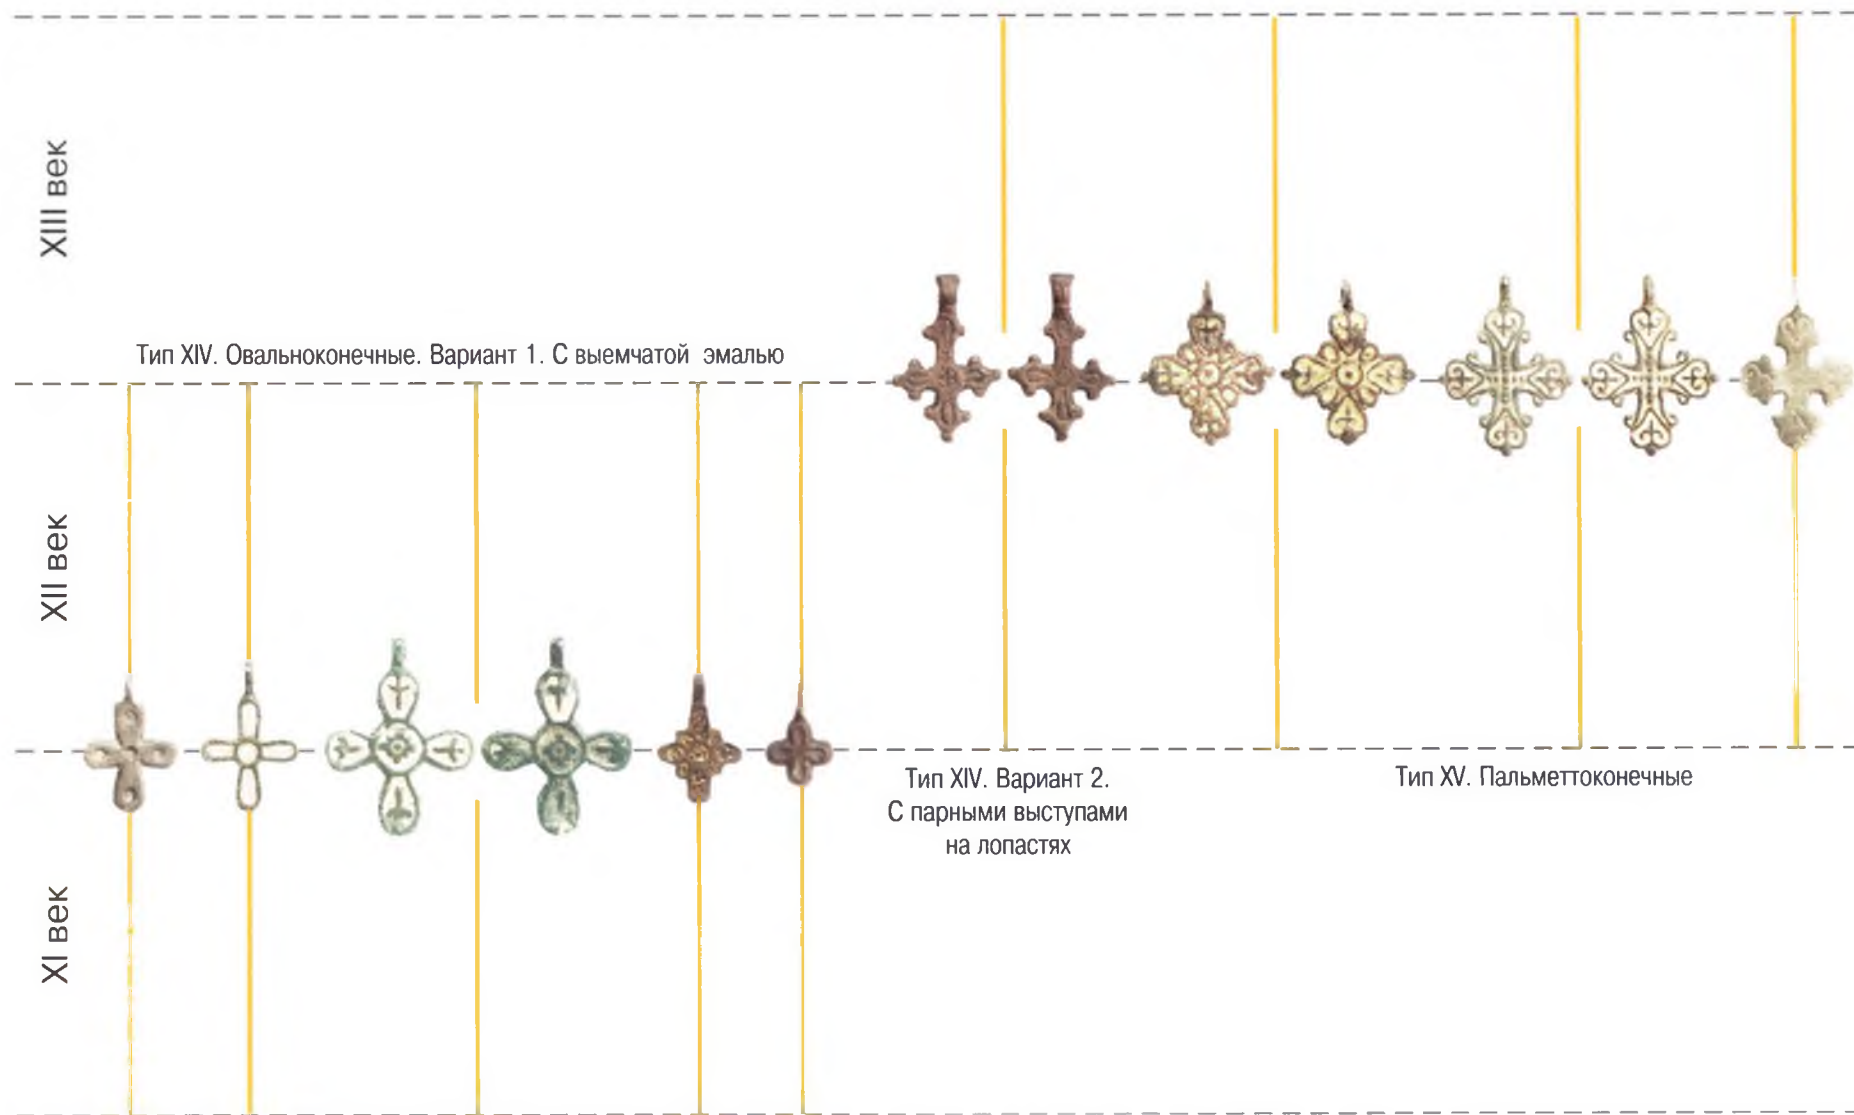 XIII век
Тип XIV. Овальноконечные. Вариант 1. С выемчатой эмалью
XII век
Тип XIV. Вариант 2.
С парными выступами
на лопастях
Тип XV. Пальметтоконечные
XI век